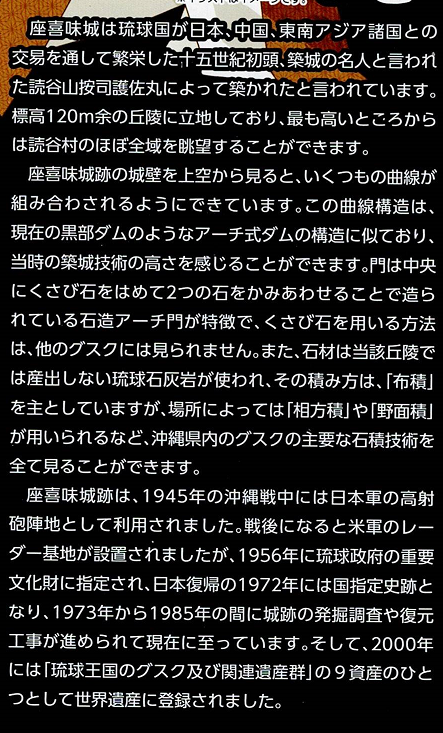 ※イラストはイメージです。
座喜味城は琉球国が日本、中国、東南アジア諸国との
交易を通して繁栄した十五世紀初頭、築城の名人と言われ
た読谷山按司護佐丸によって築かれたと言われています。
標高120m余の丘陵に立地しており、最も高いところから
は読谷村のほぼ全域を眺望することができます。
座喜味城跡の城壁を上空から見ると、いくつもの曲線が
組み合わされるようにできています。この曲線構造は、
現在の黒部ダムのようなアーチ式ダムの構造に似ており、
当時の築城技術の高さを感じることができます。門は中央
にくさび石をはめて2つの石をかみあわせることで造ら
れている石造アーチ門が特徴で、くさび石を用いる方法
は、他のグスクには見られません。また、石材は当該丘陵で
は産出しない琉球石灰岩が使われ、その積み方は、「布積」
を主としていますが、場所によっては「相方積」や「野面積」
が用いられるなど、沖縄県内のグスクの主要な石積技術を
全て見ることができます。
座喜味城跡は、1945年の沖縄戦中には日本軍の高射
砲陣地として利用されました。戦後になると米軍のレー
ダー基地が設置されましたが、1956年に琉球政府の重要
文化財に指定され、日本復帰の1972年には国指定史跡と
なり、1973年から1985年の間に城跡の発掘調査や復元
工事が進められて現在に至っています。そして、2000年
には「琉球王国のグスク及び関連遺産群」の9資産のひと
つとして世界遺産に登録されました。